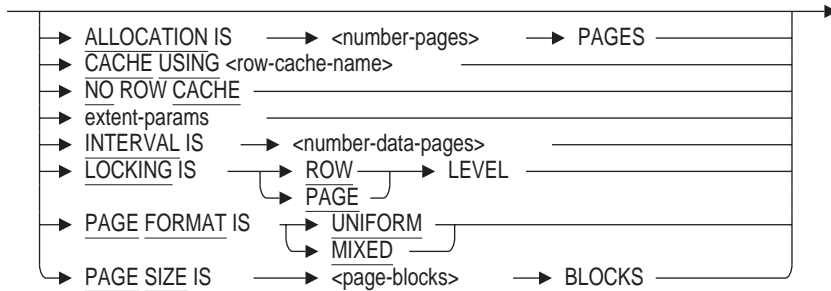 ALLOCATION IS <number-pages> PAGES
CACHE USING <row-cache-name>
NO ROW CACHE
extent-params
INTERVAL IS <number-data-pages>
LOCKING IS ROW LEVEL
PAGE
PAGE FORMAT IS UNIFORM
MIXED
PAGE SIZE IS <page-blocks> BLOCKS